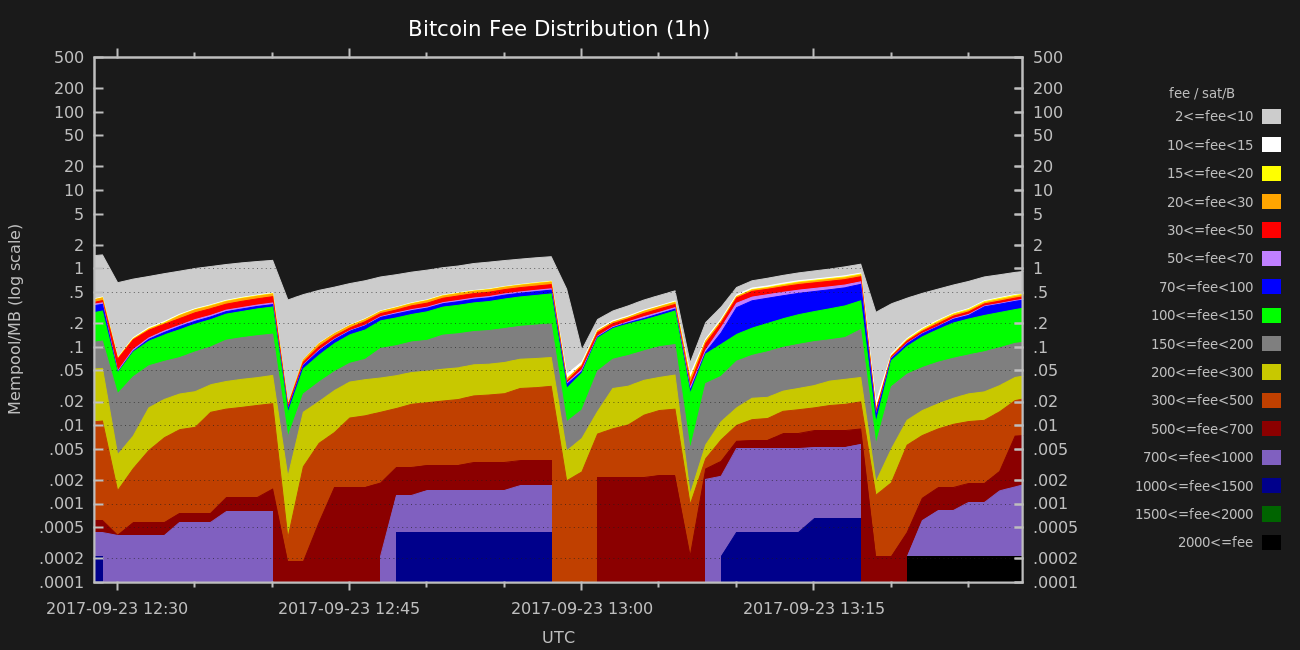 Bitcoin Fee Distribution (1h)
Mempool/MB (log scale)
500
200
100
50
20
10
5
2
1
.5
.2
.1
.05
.02
.01
.005
.002
.001
.0005
.0002
.0001
500
200
100
50
20
10
5
2
1
.5
.2
.1
.05
.02
.01
.005
.002
.001
.0005
.0002
.0001
2017-09-23 12:30
2017-09-23 12:45
2017-09-23 13:00
2017-09-23 13:15
UTC
fee / sat/B
2<=fee<10
10<=fee<15
15<=fee<20
20<=fee<30
30<=fee<50
50<=fee<70
70<=fee<100
100<=fee<150
150<=fee<200
200<=fee<300
300<=fee<500
500<=fee<700
700<=fee<1000
1000<=fee<1500
1500<=fee<2000
2000<=fee